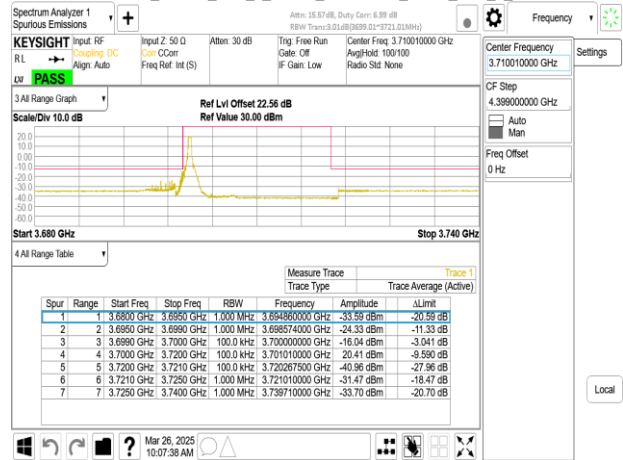 Spectrum Analyzer 1
Spurious Emissions
Attn: 15.57dB, Duty Corr: 6.99 dB
RBW Trans:3.01dB(3699.01~3721.01MHz)
Frequency
KEYSIGHT
Input: RF
Coupling: DC
Align: Auto
Input Z: 50 Ω
Corr CCorr
Freq Ref: Int (S)
Atten: 30 dB
Trig: Free Run
Gate: Off
IF Gain: Low
Center Freq: 3.710010000 GHz
Avg|Hold: 100/100
Radio Std: None
RL
LXI PASS
Center Frequency
3.710010000 GHz
Settings
CF Step
4.399000000 GHz
Auto
Man
Freq Offset
0 Hz
3 All Range Graph
Scale/Div 10.0 dB
Ref Lvl Offset 22.56 dB
Ref Value 30.00 dBm
20.0
10.0
0.00
-10.0
-20.0
-30.0
-40.0
-50.0
-60.0
Start 3.680 GHz
Stop 3.740 GHz
4 All Range Table
Measure Trace Trace 1
Trace Type Trace Average (Active)
Spur Range Start Freq Stop Freq RBW Frequency Amplitude ΔLimit
1 1 3.6800 GHz 3.6950 GHz 1.000 MHz 3.694860000 GHz -33.59 dBm -20.59 dB
2 2 3.6950 GHz 3.6990 GHz 1.000 MHz 3.698574000 GHz -24.33 dBm -11.33 dB
3 3 3.6990 GHz 3.7000 GHz 100.0 kHz 3.700000000 GHz -16.04 dBm -3.041 dB
4 4 3.7000 GHz 3.7200 GHz 100.0 kHz 3.701010000 GHz 20.41 dBm -9.590 dB
5 5 3.7200 GHz 3.7210 GHz 100.0 kHz 3.720267500 GHz -40.96 dBm -27.96 dB
6 6 3.7210 GHz 3.7250 GHz 1.000 MHz 3.721010000 GHz -31.47 dBm -18.47 dB
7 7 3.7250 GHz 3.7400 GHz 1.000 MHz 3.739710000 GHz -33.70 dBm -20.70 dB
Local
Mar 26, 2025
10:07:38 AM